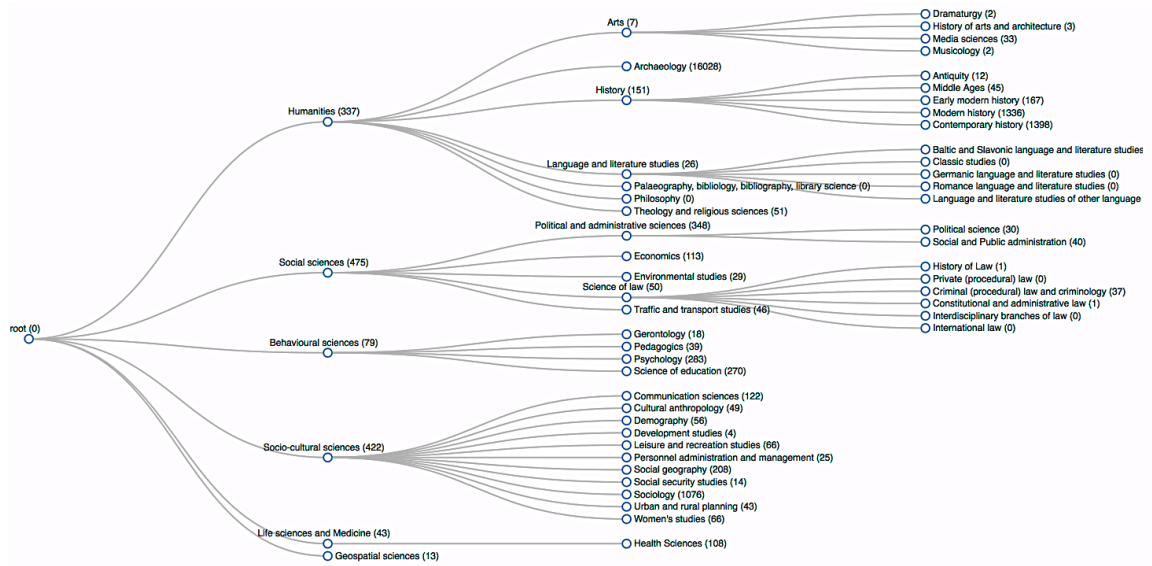 root (0)
Humanities (337)
Arts (7)
Dramaturgy (2)
History of arts and architecture (3)
Media sciences (33)
Musicology (2)
Archaeology (16028)
History (151)
Antiquity (12)
Middle Ages (45)
Early modern history (167)
Modern history (1336)
Contemporary history (1398)
Language and literature studies (26)
Baltic and Slavonic language and literature studies
Classic studies (0)
Germanic language and literature studies (0)
Romance language and literature studies (0)
Language and literature studies of other language
Palaeography, bibliology, bibliography, library science (0)
Philosophy (0)
Theology and religious sciences (51)
Social sciences (475)
Political and administrative sciences (348)
Political science (30)
Social and Public administration (40)
Economics (113)
Environmental studies (29)
Science of law (50)
History of Law (1)
Private (procedural) law (0)
Criminal (procedural) law and criminology (37)
Constitutional and administrative law (1)
Interdisciplinary branches of law (0)
International law (0)
Traffic and transport studies (46)
Behavioural sciences (79)
Gerontology (18)
Pedagogics (39)
Psychology (283)
Science of education (270)
Socio-cultural sciences (422)
Communication sciences (122)
Cultural anthropology (49)
Demography (56)
Development studies (4)
Leisure and recreation studies (66)
Personnel administration and management (25)
Social geography (208)
Social security studies (14)
Sociology (1076)
Urban and rural planning (43)
Women's studies (66)
Life sciences and Medicine (43)
Health Sciences (108)
Geospatial sciences (13)